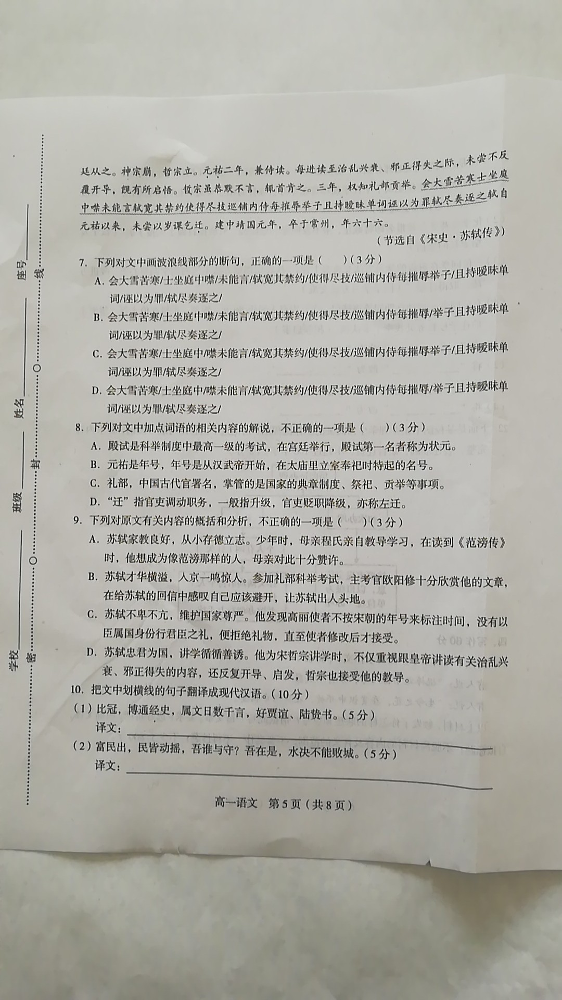 廷从之。神宗崩，哲宗立。元祐二年，兼侍读。每进读至治乱兴衰、邪正得失之际，未尝不反
覆开导，觊有所启悟。哲宗虽恭默不言，辄首肯之。三年，权知礼部贡举。会大雪苦寒士坐庭
中噤未能言轼宽其禁约使得尽技巡铺内侍每摧辱举子且持暧昧单词诬以为罪轼尽奏逐之轼自
元祐以来，未尝以岁课乞迁。建中靖国元年，卒于常州，年六十六。
（节选自《宋史·苏轼传》）
7．下列对文中画波浪线部分的断句，正确的一项是（ ）（3分）
A．会大雪苦寒/士坐庭中噤/未能言/轼宽其禁约/使得尽技/巡铺内侍每摧辱举子/且持暧昧单
词/诬以为罪/轼尽奏逐之/
B．会大雪苦寒/士坐庭中噤/未能言/轼宽其禁约/使得尽技/巡铺内侍每摧辱/举子且持暧昧单
词/诬以为罪/轼尽奏逐之/
C．会大雪苦寒/士坐庭中/噤未能言/轼宽其禁约/使得尽技/巡铺内侍每摧辱举子/且持暧昧单
词/诬以为罪/轼尽奏逐之/
D．会大雪苦寒/士坐庭中/噤未能言/轼宽其禁约/使得尽技/巡铺内侍每摧辱/举子且持暧昧单
词/诬以为罪/轼尽奏逐之/
8．下列对文中加点词语的相关内容的解说，不正确的一项是（ ）（3分）
A．殿试是科举制度中最高一级的考试，在宫廷举行，殿试第一名者称为状元。
B．元祐是年号，年号是从汉武帝开始，在太庙里立室奉祀时特起的名号。
C．礼部，中国古代官署名，掌管的是国家的典章制度、祭祀、贡举等事项。
D．“迁”指官吏调动职务，一般指升级，官吏贬职降级，亦称左迁。
9．下列对原文有关内容的概括和分析，不正确的一项是（ ）（3分）
A．苏轼家教良好，从小存德立志。少年时，母亲程氏亲自教导学习，在读到《范滂传》
时，他想成为像范滂那样的人，母亲对此十分赞许。
B．苏轼才华横溢，入京一鸣惊人。参加礼部科举考试，主考官欧阳修十分欣赏他的文章，
在给苏轼的回信中感叹自己应该避开，让苏轼出人头地。
C．苏轼不卑不亢，维护国家尊严。他发现高丽使者不按宋朝的年号来标注时间，没有以
臣属国身份行君臣之礼，便拒绝礼物，直至使者修改后才接受。
D．苏轼忠君为国，讲学循循善诱。他为宋哲宗讲学时，不仅重视跟皇帝讲读有关治乱兴
衰、邪正得失的内容，还反复开导、启发，哲宗也接受他的教导。
10．把文中划横线的句子翻译成现代汉语。（10分）
（1）比冠，博通经史，属文日数千言，好贾谊、陆贽书。（5分）
译文：
（2）富民出，民皆动摇，吾谁与守？吾在是，水决不能败城。（5分）
译文：
高一语文 第5页（共8页）
学校 班级 姓名 座号
密 封 线